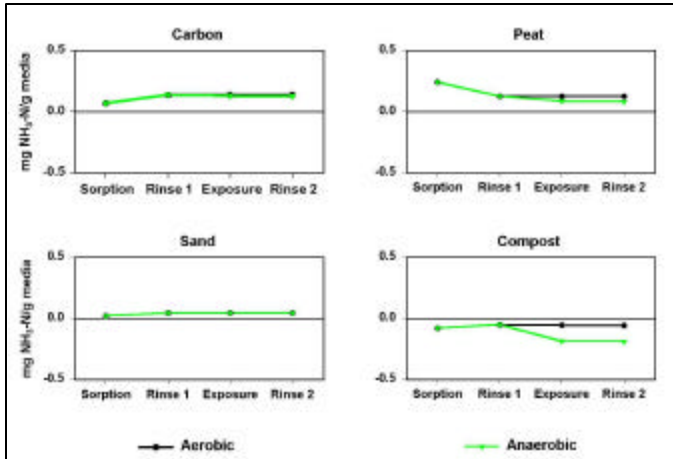 Carbon
Peat
mg NH3-N/g media
0.5
0.0
-0.5
Sorption Rinse 1 Exposure Rinse 2
0.5
0.0
-0.5
Sorption Rinse 1 Exposure Rinse 2
Sand
Compost
mg NH3-N/g media
0.5
0.0
-0.5
Sorption Rinse 1 Exposure Rinse 2
0.5
0.0
-0.5
Sorption Rinse 1 Exposure Rinse 2
Aerobic
Anaerobic